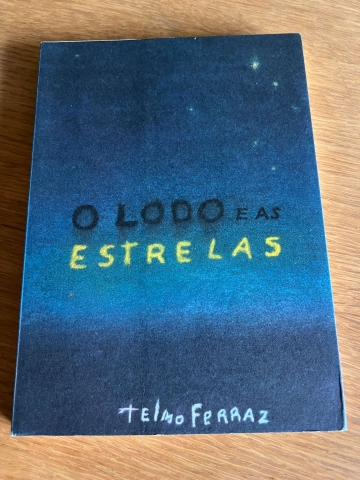 O LODO E AS
ESTRELAS
telmo FERRAZ